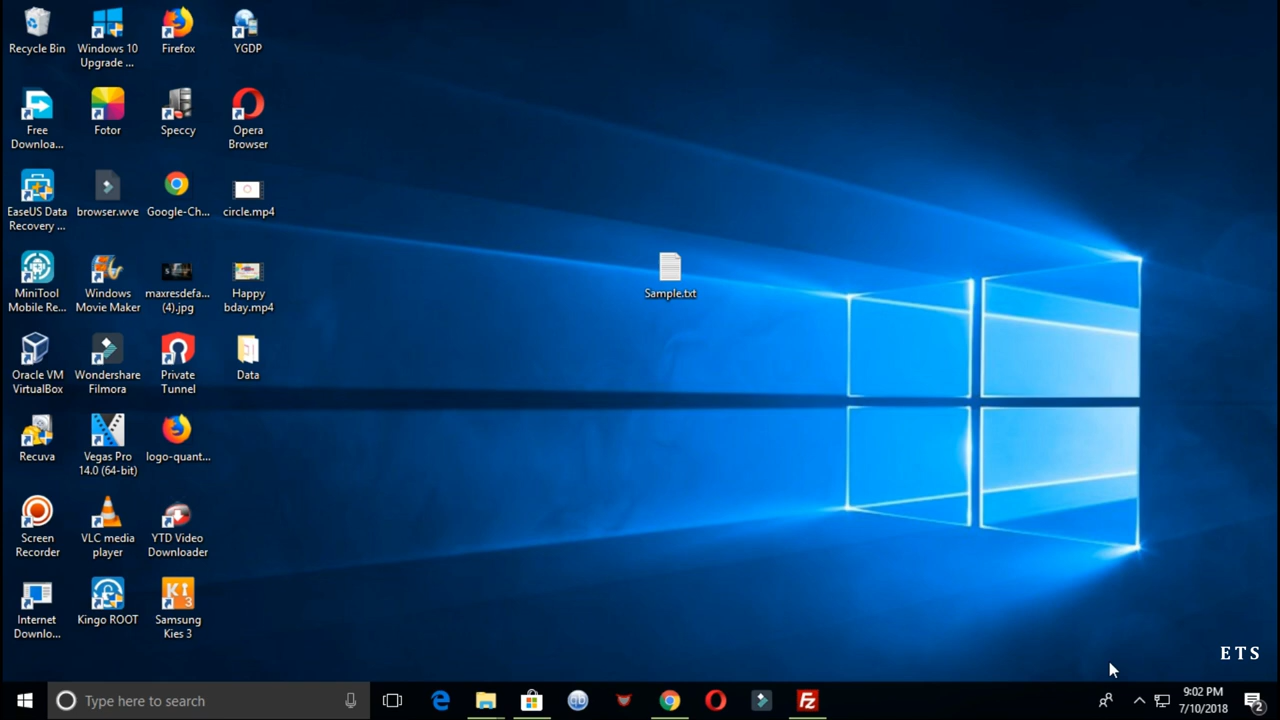 Recycle Bin
Windows 10
Upgrade ...
Firefox
YGDP
Free
Downloa...
Fotor
Speccy
Opera
Browser
EaseUS Data
Recovery ...
browser.wve
Google-Ch...
circle.mp4
MiniTool
Mobile Re...
Windows
Movie Maker
maxresdefa...
(4).jpg
Happy
bday.mp4
Sample.txt
Oracle VM
VirtualBox
Wondershare
Filmora
Private
Tunnel
Data
Recuva
Vegas Pro
14.0 (64-bit)
logo-quant...
Screen
Recorder
VLC media
player
YTD Video
Downloader
Internet
Downlo...
Kingo ROOT
Samsung
Kies 3
E T S
Type here to search
9:02 PM
7/10/2018
2